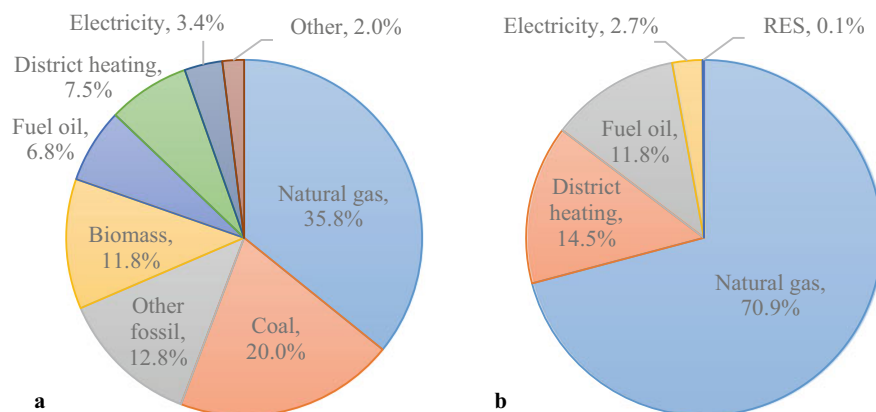 Electricity, 3.4%
Other, 2.0%
District heating,
7.5%
Fuel oil,
6.8%
Natural gas,
35.8%
Biomass,
11.8%
Other
fossil,
12.8%
Coal,
20.0%
a
Electricity, 2.7%
RES, 0.1%
Fuel oil,
11.8%
District
heating,
14.5%
Natural gas,
70.9%
b